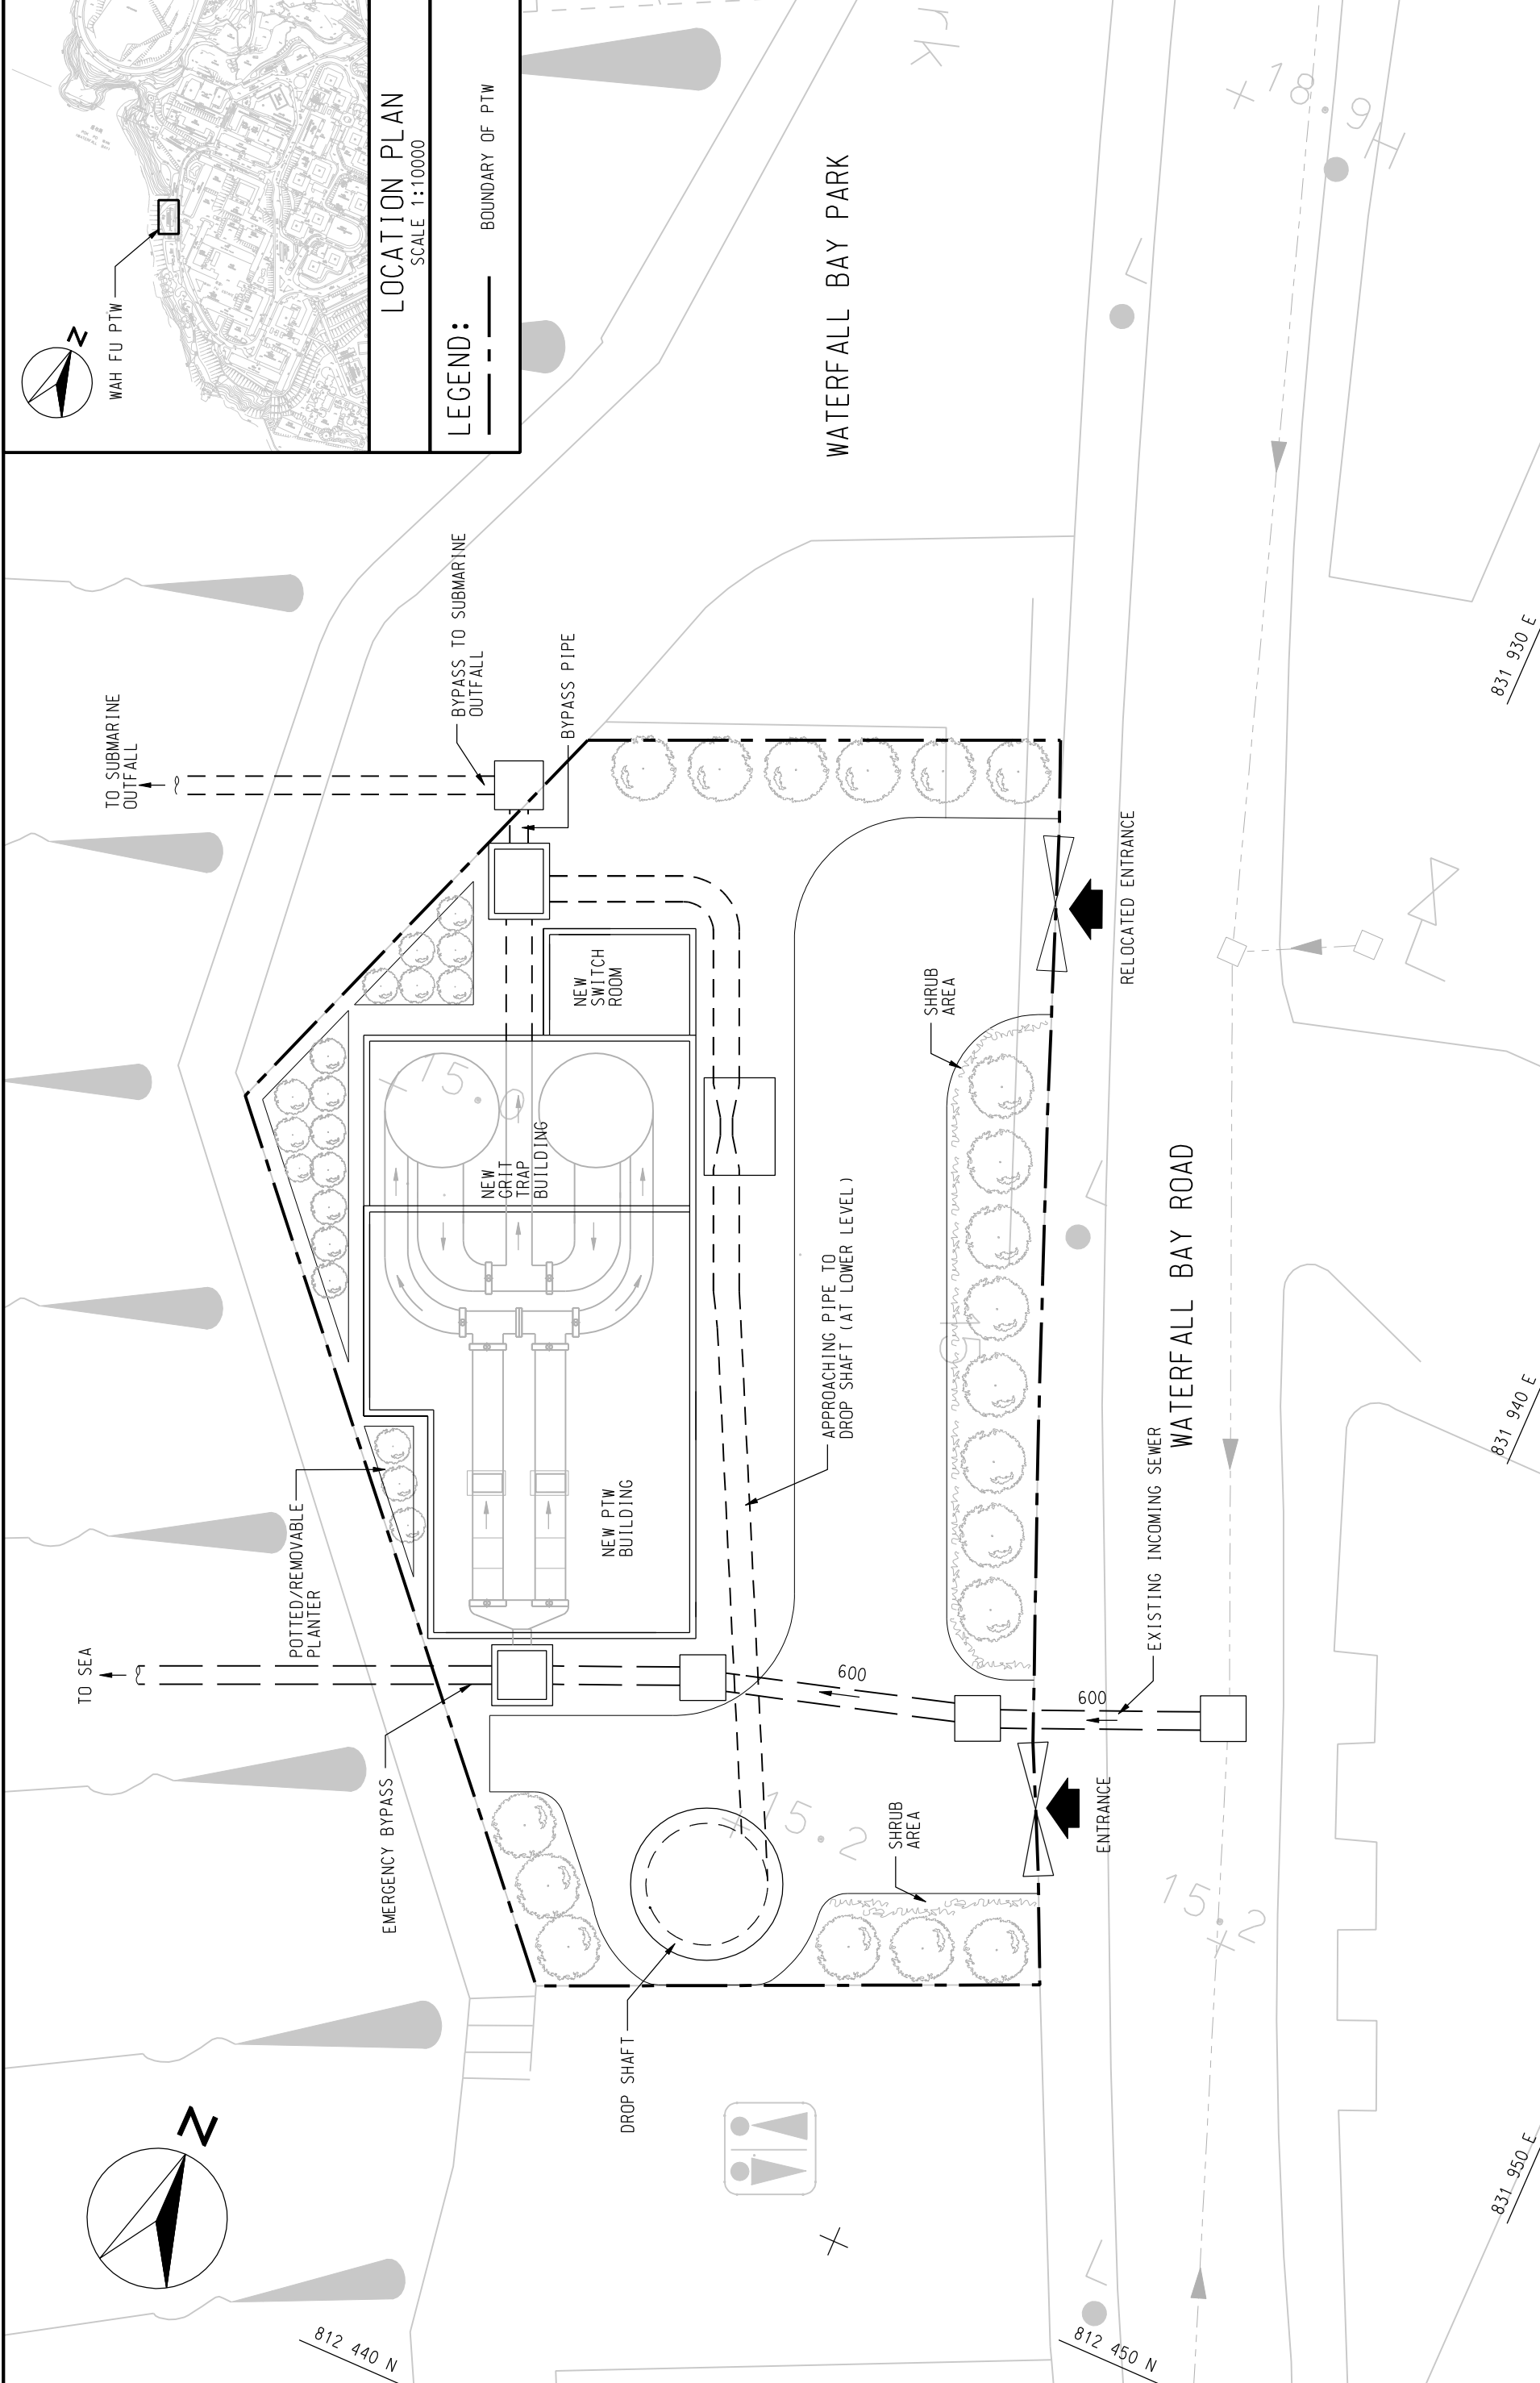 WAH FU PTW
N
LOCATION PLAN
SCALE 1:10000
LEGEND:
BOUNDARY OF PTW
WATERFALL BAY PARK
TO SUBMARINE
OUTFALL
BYPASS TO SUBMARINE
OUTFALL
BYPASS PIPE
NEW
SWITCH
ROOM
NEW
GRIT
TRAP
BUILDING
NEW PTW
BUILDING
POTTED/REMOVABLE
PLANTER
TO SEA
EMERGENCY BYPASS
DROP SHAFT
APPROACHING PIPE TO
DROP SHAFT (AT LOWER LEVEL)
SHRUB
AREA
SHRUB
AREA
RELOCATED ENTRANCE
ENTRANCE
EXISTING INCOMING SEWER
600
600
WATERFALL BAY ROAD
15.2
15.2
N
812 440 N
812 450 N
831 930 E
831 940 E
831 950 E